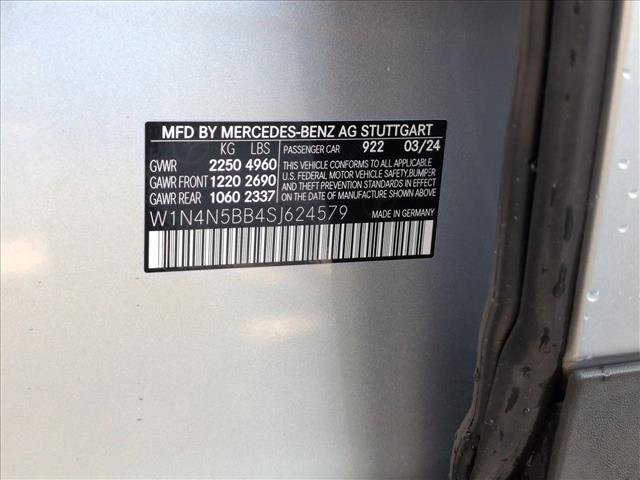 MFD BY MERCEDES-BENZ AG STUTTGART
KG LBS PASSENGER CAR 922 03/24
GVWR 2250 4960 THIS VEHICLE CONFORMS TO ALL APPLICABLE
GAWR FRONT 1220 2690 U.S. FEDERAL MOTOR VEHICLE SAFETY, BUMPER
GAWR REAR 1060 2337 AND THEFT PREVENTION STANDARDS IN EFFECT
ON THE DATE OF MANUFACTURE SHOWN ABOVE.
W1N4N5BB4SJ624579 MADE IN GERMANY